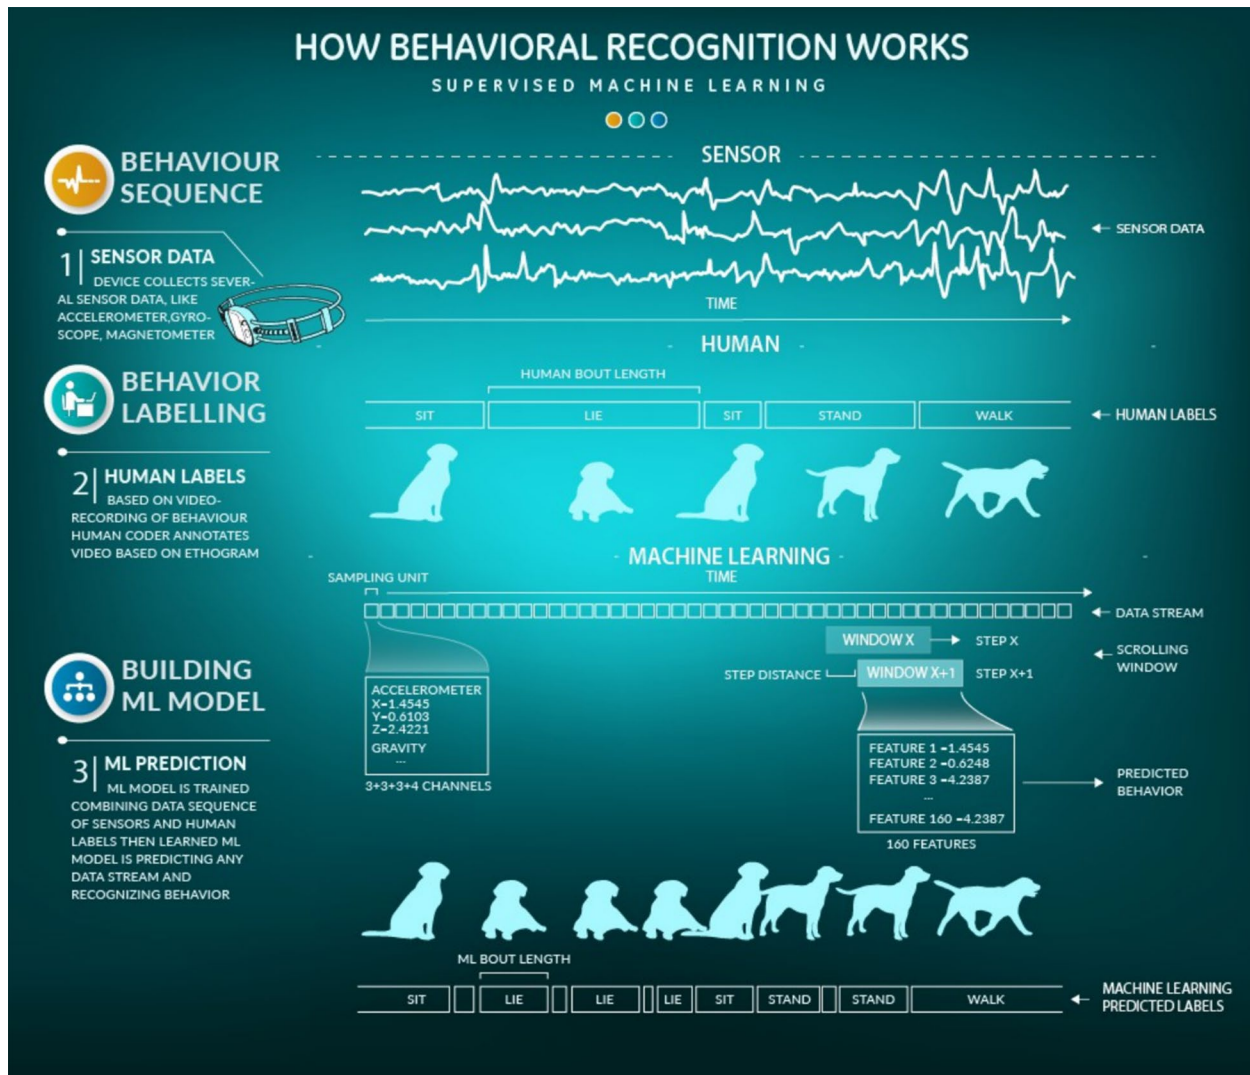 HOW BEHAVIORAL RECOGNITION WORKS
SUPERVISED MACHINE LEARNING
BEHAVIOUR
SEQUENCE
1 SENSOR DATA
DEVICE COLLECTS SEVER-
AL SENSOR DATA, LIKE
ACCELEROMETER,GYRO-
SCOPE, MAGNETOMETER
SENSOR
SENSOR DATA
TIME
HUMAN
BEHAVIOR
LABELLING
2 HUMAN LABELS
BASED ON VIDEO-
RECORDING OF BEHAVIOUR
HUMAN CODER ANNOTATES
VIDEO BASED ON ETHOGRAM
HUMAN BOUT LENGTH
SIT LIE SIT STAND WALK
HUMAN LABELS
MACHINE LEARNING
TIME
SAMPLING UNIT
DATA STREAM
WINDOW X STEP X
SCROLLING
WINDOW
STEP DISTANCE WINDOW X+1 STEP X+1
BUILDING
ML MODEL
3 ML PREDICTION
ML MODEL IS TRAINED
COMBINING DATA SEQUENCE
OF SENSORS AND HUMAN
LABELS THEN LEARNED ML
MODEL IS PREDICTING ANY
DATA STREAM AND
RECOGNIZING BEHAVIOR
ACCELEROMETER
X=1.4545
Y=0.6103
Z=2.4221
GRAVITY
...
3+3+3+4 CHANNELS
FEATURE 1 =1.4545
FEATURE 2 =0.6248
FEATURE 3 =4.2387
...
FEATURE 160 =4.2387
160 FEATURES
PREDICTED
BEHAVIOR
ML BOUT LENGTH
SIT LIE LIE LIE SIT STAND STAND WALK
MACHINE LEARNING
PREDICTED LABELS